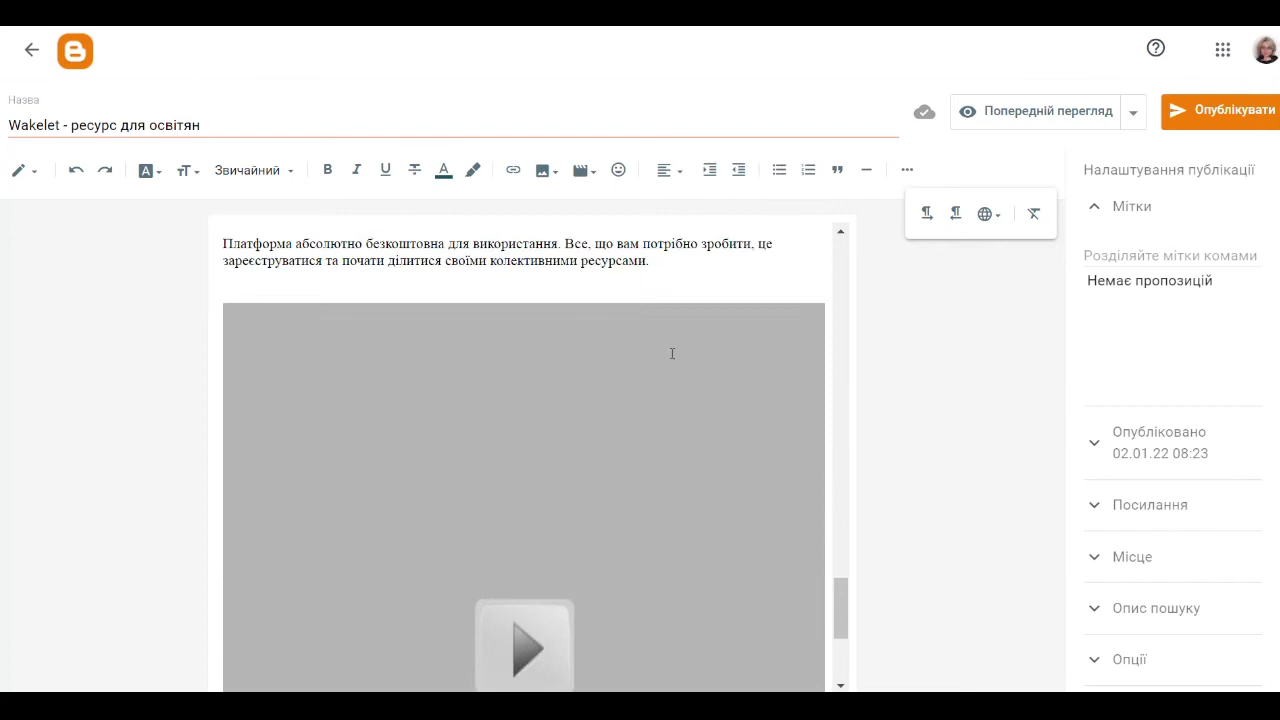 Назва
Wakelet - ресурс для освітян
Попередній перегляд
Опублікувати
Звичайний
Налаштування публікації
Мітки
Розділяйте мітки комами
Немає пропозицій
Платформа абсолютно безкоштовна для використання. Все, що вам потрібно зробити, це
зареєструватися та почати ділитися своїми колективними ресурсами.
Опубліковано
02.01.22 08:23
Посилання
Місце
Опис пошуку
Опції